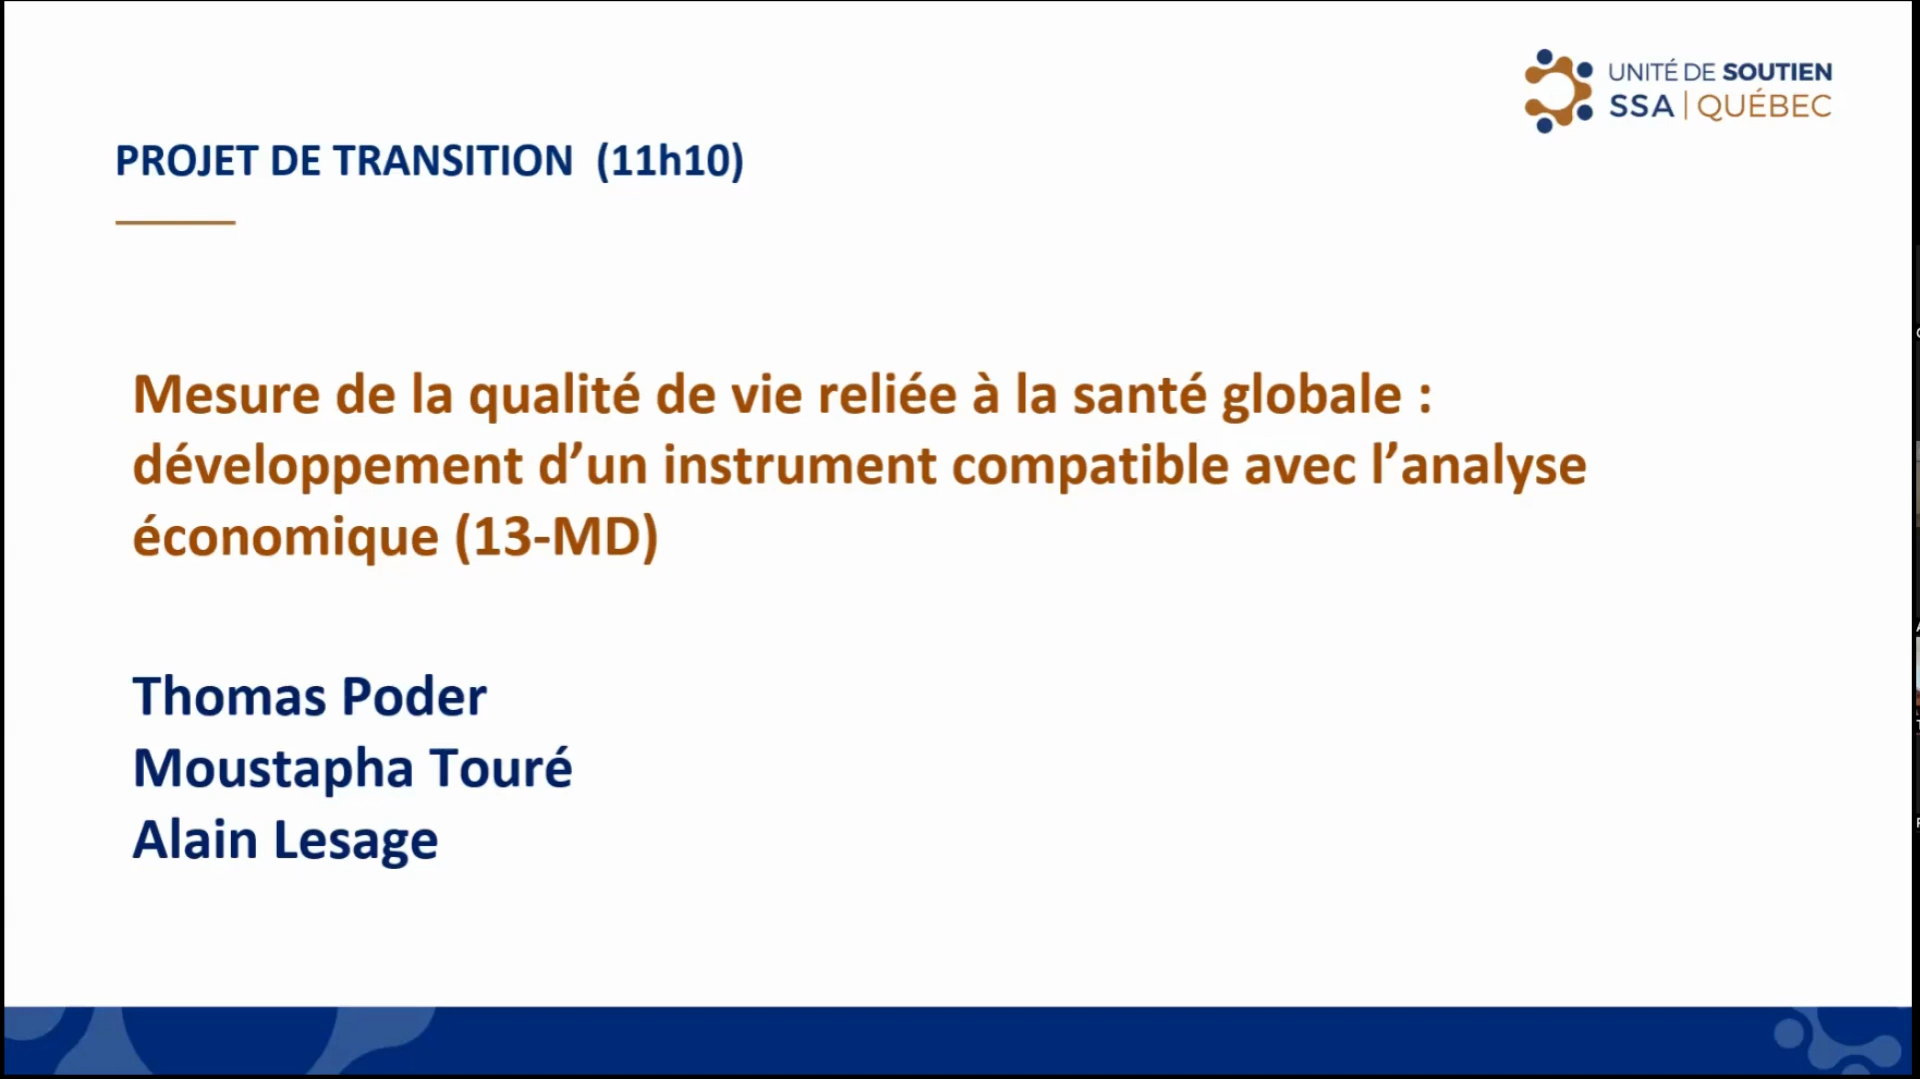 UNITÉ DE SOUTIEN
SSA | QUÉBEC
PROJET DE TRANSITION (11h10)
Mesure de la qualité de vie reliée à la santé globale :
développement d’un instrument compatible avec l’analyse
économique (13-MD)
Thomas Poder
Moustapha Touré
Alain Lesage